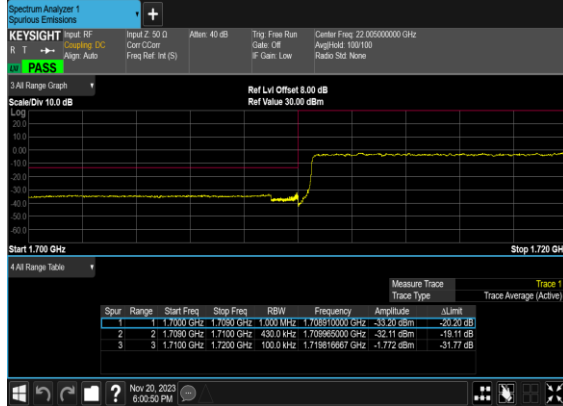 Spectrum Analyzer 1
Spurious Emissions
+
KEYSIGHT Input: RF Input Z: 50 Ω Atten: 40 dB Trig: Free Run Center Freq: 22.005000000 GHz
R T Coupling: DC Corr CCorr Gate: Off Avg|Hold: 100/100
Align: Auto Freq Ref: Int (S) IF Gain: Low Radio Std: None
PASS
3 All Range Graph
Ref Lvl Offset 8.00 dB
Scale/Div 10.0 dB Ref Value 30.00 dBm
Log
20.0
10.0
0.00
-10.0
-20.0
-30.0
-40.0
-50.0
-60.0
Start 1.700 GHz Stop 1.720 GH
4 All Range Table
Measure Trace Trace 1
Trace Type Trace Average (Active)
Spur Range Start Freq Stop Freq RBW Frequency Amplitude ΔLimit
1 1 1.7000 GHz 1.7090 GHz 1.000 MHz 1.708910000 GHz -33.20 dBm -20.20 dB
2 2 1.7090 GHz 1.7100 GHz 430.0 kHz 1.709965000 GHz -32.11 dBm -19.11 dB
3 3 1.7100 GHz 1.7200 GHz 100.0 kHz 1.719816667 GHz -1.772 dBm -31.77 dB
? Nov 20, 2023
6:00:50 PM